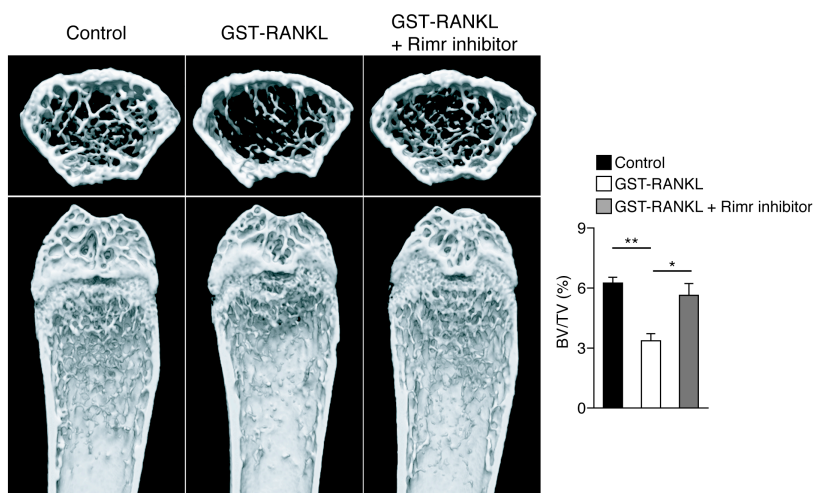 Control
GST-RANKL
GST-RANKL
+ Rimr inhibitor
Control
GST-RANKL
GST-RANKL + Rimr inhibitor
9
6
3
0
BV/TV (%)
**
*